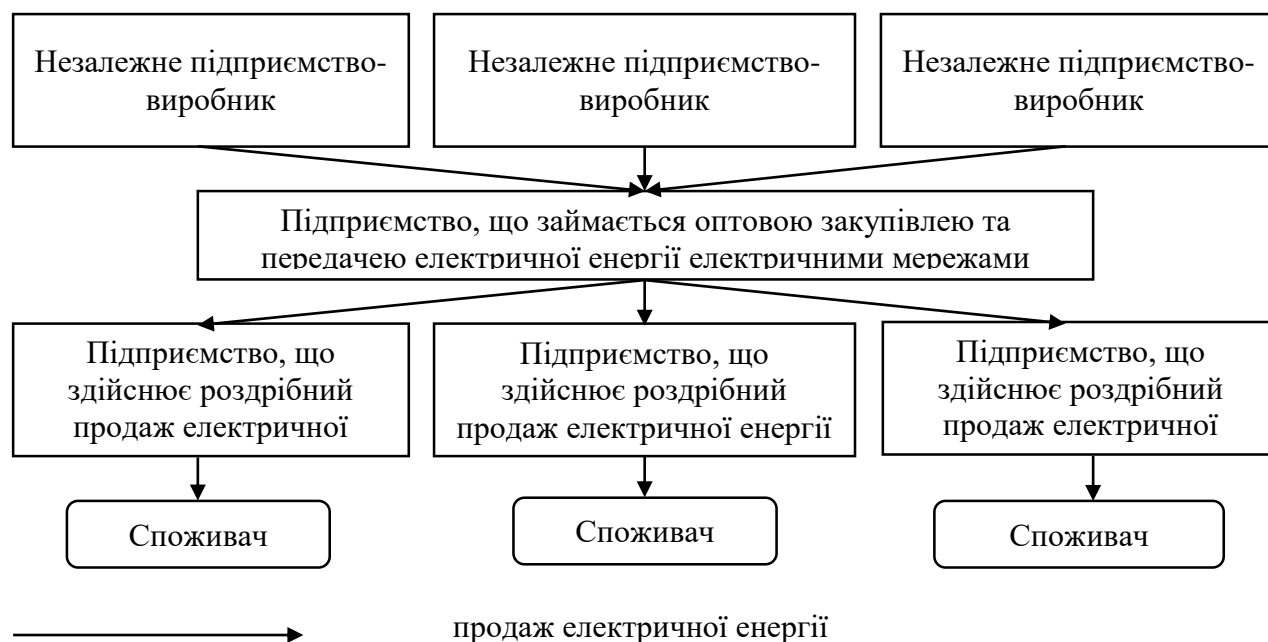 Незалежне підприємство-
виробник
Незалежне підприємство-
виробник
Незалежне підприємство-
виробник
Підприємство, що займається оптовою закупівлею та
передачею електричної енергії електричними мережами
Підприємство, що
здійснює роздрібний
продаж електричної
Підприємство, що
здійснює роздрібний
продаж електричної енергії
Підприємство, що
здійснює роздрібний
продаж електричної
Споживач
Споживач
Споживач
продаж електричної енергії